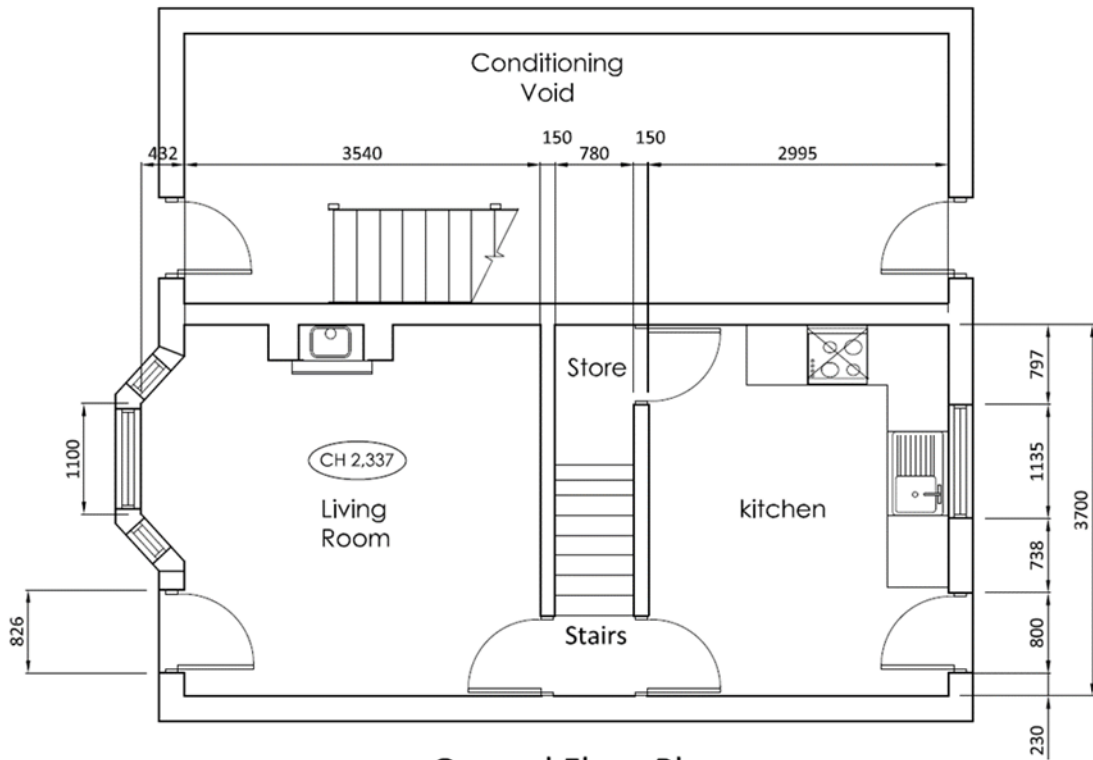 Conditioning
Void
432
3540
150
780
150
2995
Store
797
1100
CH 2,337
Living
Room
kitchen
1135
3700
738
826
Stairs
800
230